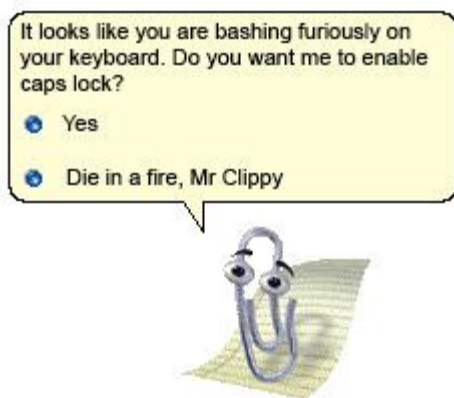 It looks like you are bashing furiously on
your keyboard. Do you want me to enable
caps lock?
Yes
Die in a fire, Mr Clippy